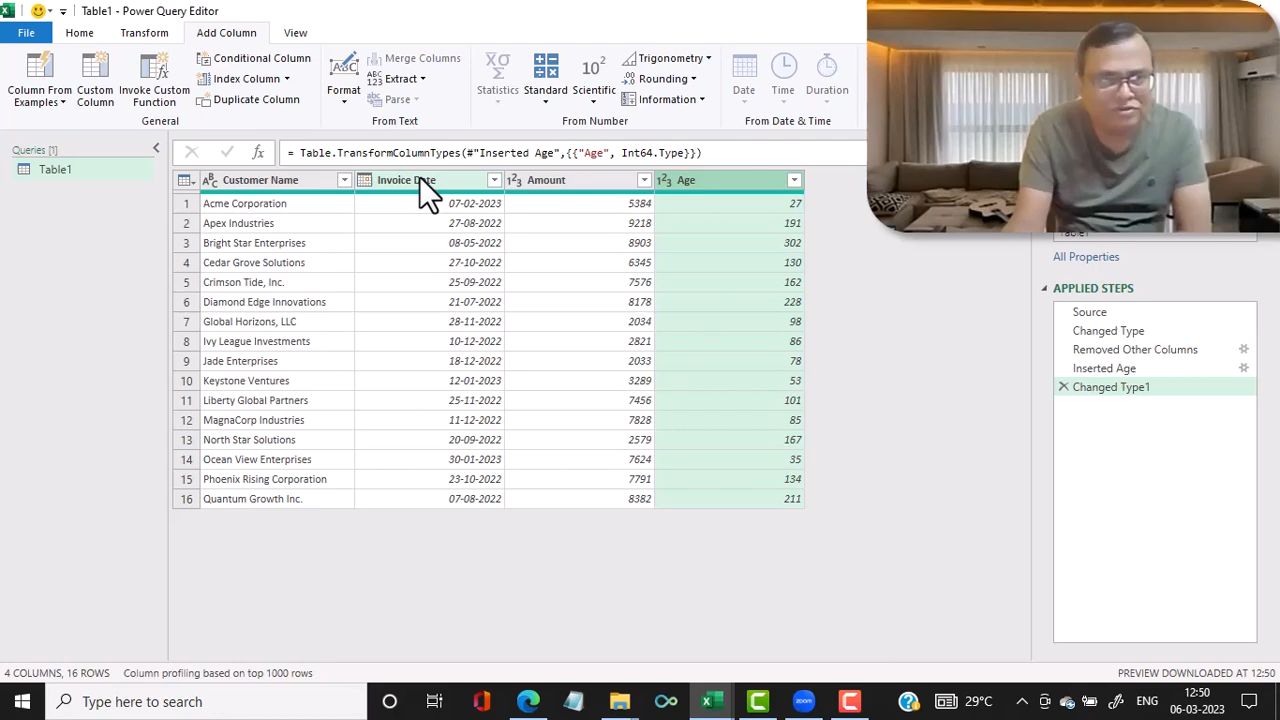 Table1 - Power Query Editor
File Home Transform Add Column View
Column From Examples
Custom Column
Invoke Custom Function
Conditional Column
Index Column
Duplicate Column
General
Format
Merge Columns
Extract
Parse
From Text
Statistics
Standard
Scientific
Trigonometry
Rounding
Information
From Number
Date
Time
Duration
From Date & Time
Queries [1]
Table1
= Table.TransformColumnTypes(#"Inserted Age",{{"Age", Int64.Type}})
Customer Name Invoice Date Amount Age
1 Acme Corporation 07-02-2023 5384 27
2 Apex Industries 27-08-2022 9218 191
3 Bright Star Enterprises 08-05-2022 8903 302
4 Cedar Grove Solutions 27-10-2022 6345 130
5 Crimson Tide, Inc. 25-09-2022 7576 162
6 Diamond Edge Innovations 21-07-2022 8178 228
7 Global Horizons, LLC 28-11-2022 2034 98
8 Ivy League Investments 10-12-2022 2821 86
9 Jade Enterprises 18-12-2022 2033 78
10 Keystone Ventures 12-01-2023 3289 53
11 Liberty Global Partners 25-11-2022 7456 101
12 MagnaCorp Industries 11-12-2022 7828 85
13 North Star Solutions 20-09-2022 2579 167
14 Ocean View Enterprises 30-01-2023 7624 35
15 Phoenix Rising Corporation 23-10-2022 7791 134
16 Quantum Growth Inc. 07-08-2022 8382 211
Table1
All Properties
APPLIED STEPS
Source
Changed Type
Removed Other Columns
Inserted Age
Changed Type1
4 COLUMNS, 16 ROWS Column profiling based on top 1000 rows PREVIEW DOWNLOADED AT 12:50
Type here to search
29°C
ENG
12:50
06-03-2023